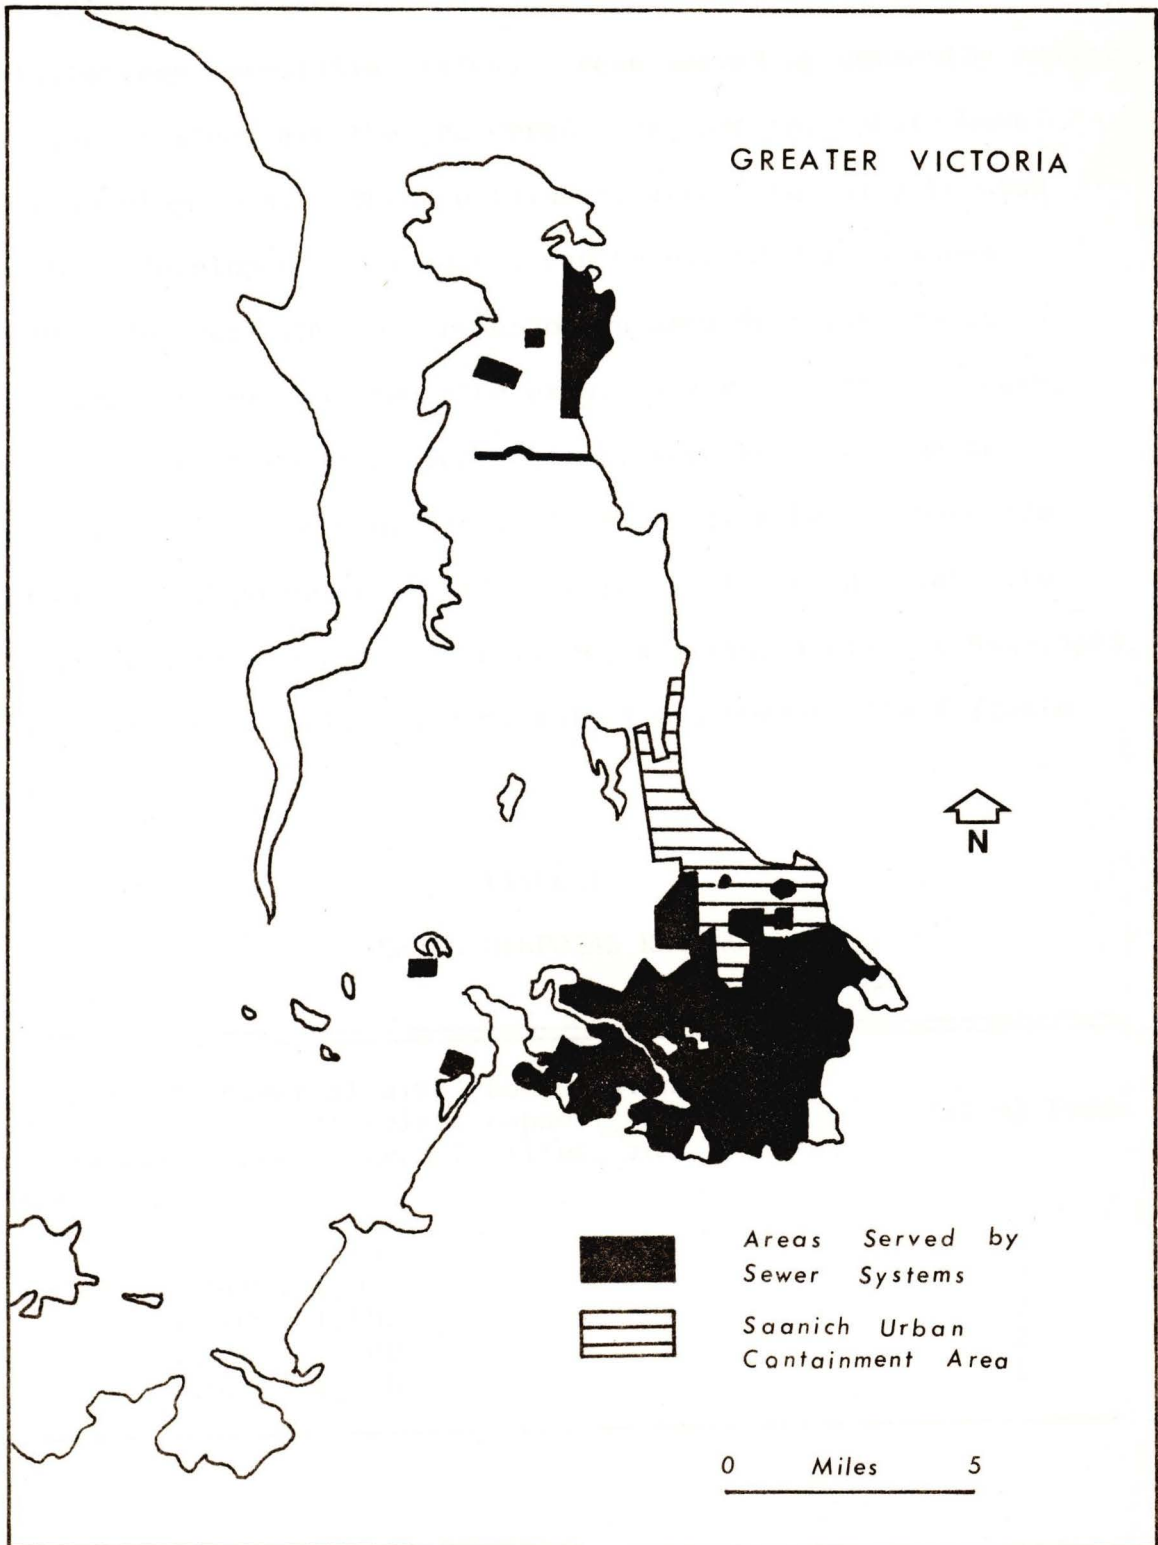 GREATER VICTORIA
N
Areas Served by
Sewer Systems
Saanich Urban
Containment Area
0 Miles 5